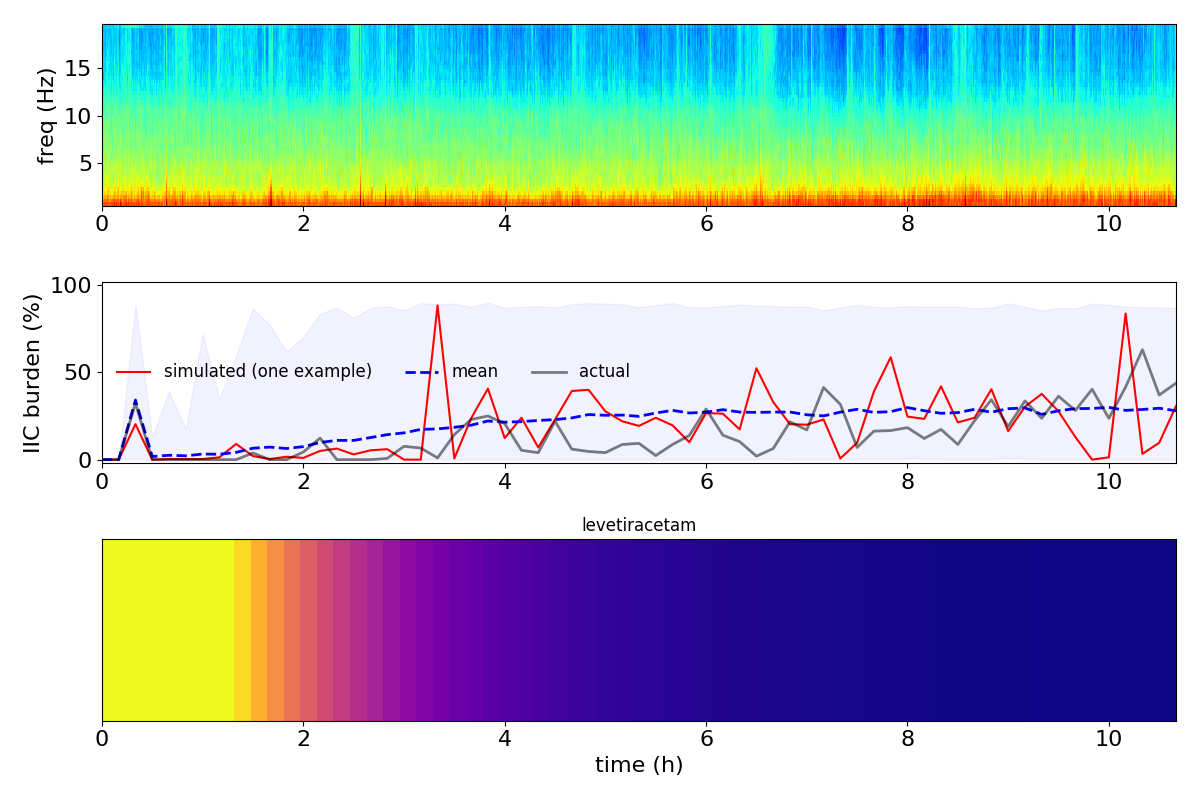 freq (Hz)
15
10
5
0 2 4 6 8 10
IIC burden (%)
100
50
0
simulated (one example) mean actual
0 2 4 6 8 10
levetiracetam
0 2 4 6 8 10
time (h)